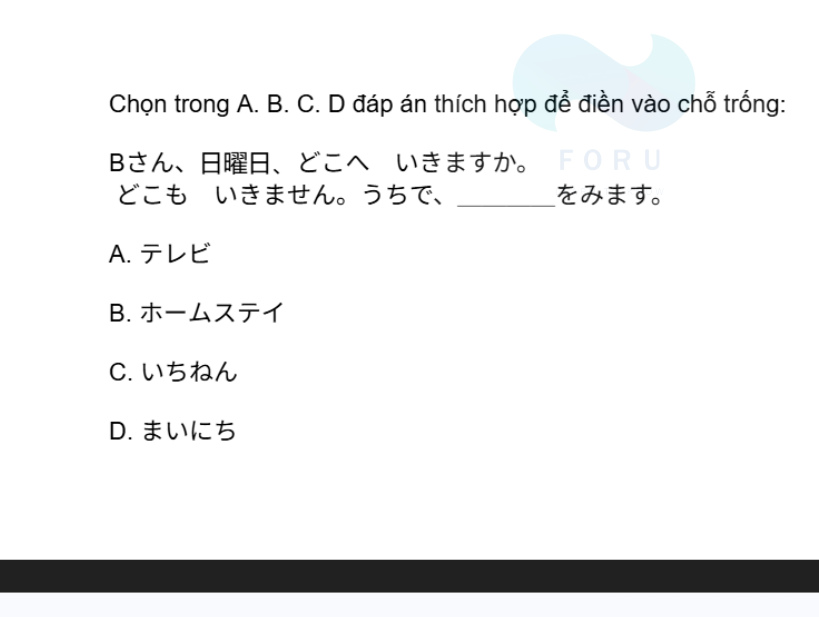 Chọn trong A. B. C. D đáp án thích hợp để điền vào chỗ trống:
FORU
Bさん、日曜日、どこへ　いきますか。
どこも　いきません。うちで、________をみます。
A. テレビ
B. ホームステイ
C. いちねん
D. まいにち